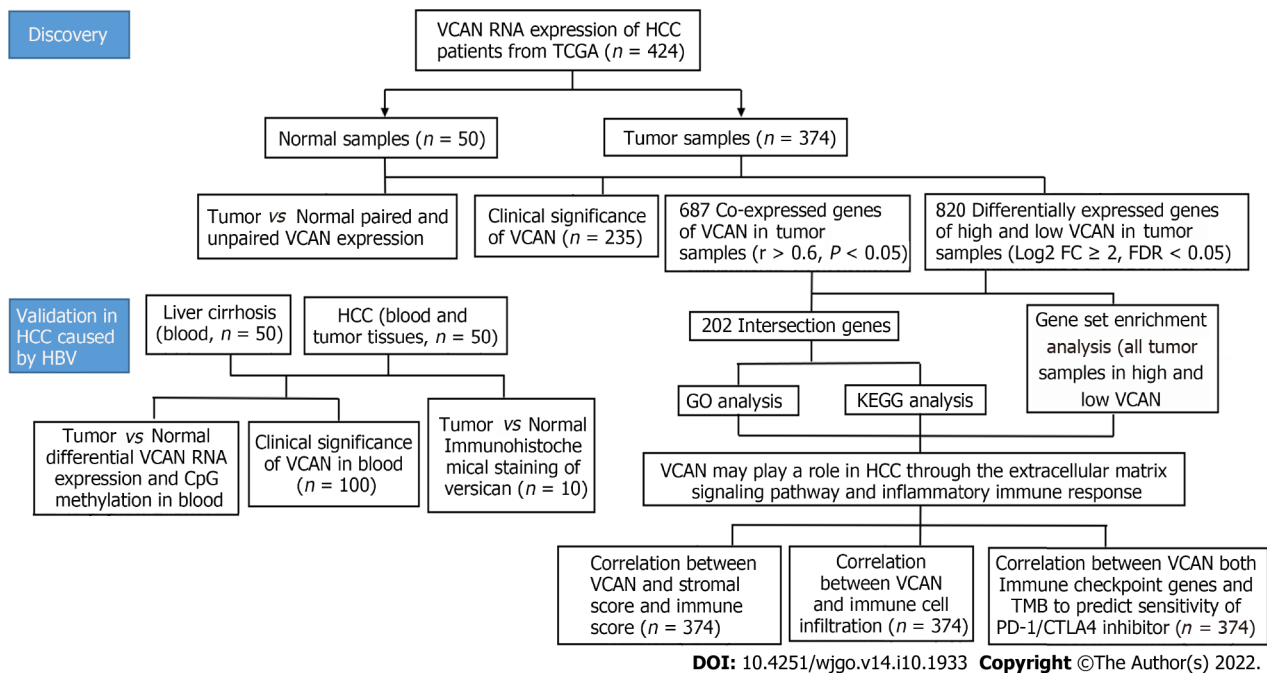 Discovery
VCAN RNA expression of HCC
patients from TCGA (n = 424)
Normal samples (n = 50)
Tumor samples (n = 374)
Tumor vs Normal paired and
unpaired VCAN expression
Clinical significance
of VCAN (n = 235)
687 Co-expressed genes
of VCAN in tumor
samples (r > 0.6, P < 0.05)
820 Differentially expressed genes
of high and low VCAN in tumor
samples (Log2 FC ≥ 2, FDR < 0.05)
Validation in
HCC caused
by HBV
Liver cirrhosis
(blood, n = 50)
HCC (blood and
tumor tissues, n = 50)
202 Intersection genes
Gene set enrichment
analysis (all tumor
samples in high and
low VCAN
GO analysis
KEGG analysis
Tumor vs Normal
differential VCAN RNA
expression and CpG
methylation in blood
Clinical significance
of VCAN in blood
(n = 100)
Tumor vs Normal
Immunohistoche
mical staining of
versican (n = 10)
VCAN may play a role in HCC through the extracellular matrix
signaling pathway and inflammatory immune response
Correlation between
VCAN and stromal
score and immune
score (n = 374)
Correlation
between VCAN
and immune cell
infiltration (n = 374)
Correlation between VCAN both
Immune checkpoint genes and
TMB to predict sensitivity of
PD-1/CTLA4 inhibitor (n = 374)
DOI: 10.4251/wjgo.v14.i10.1933 Copyright ©The Author(s) 2022.